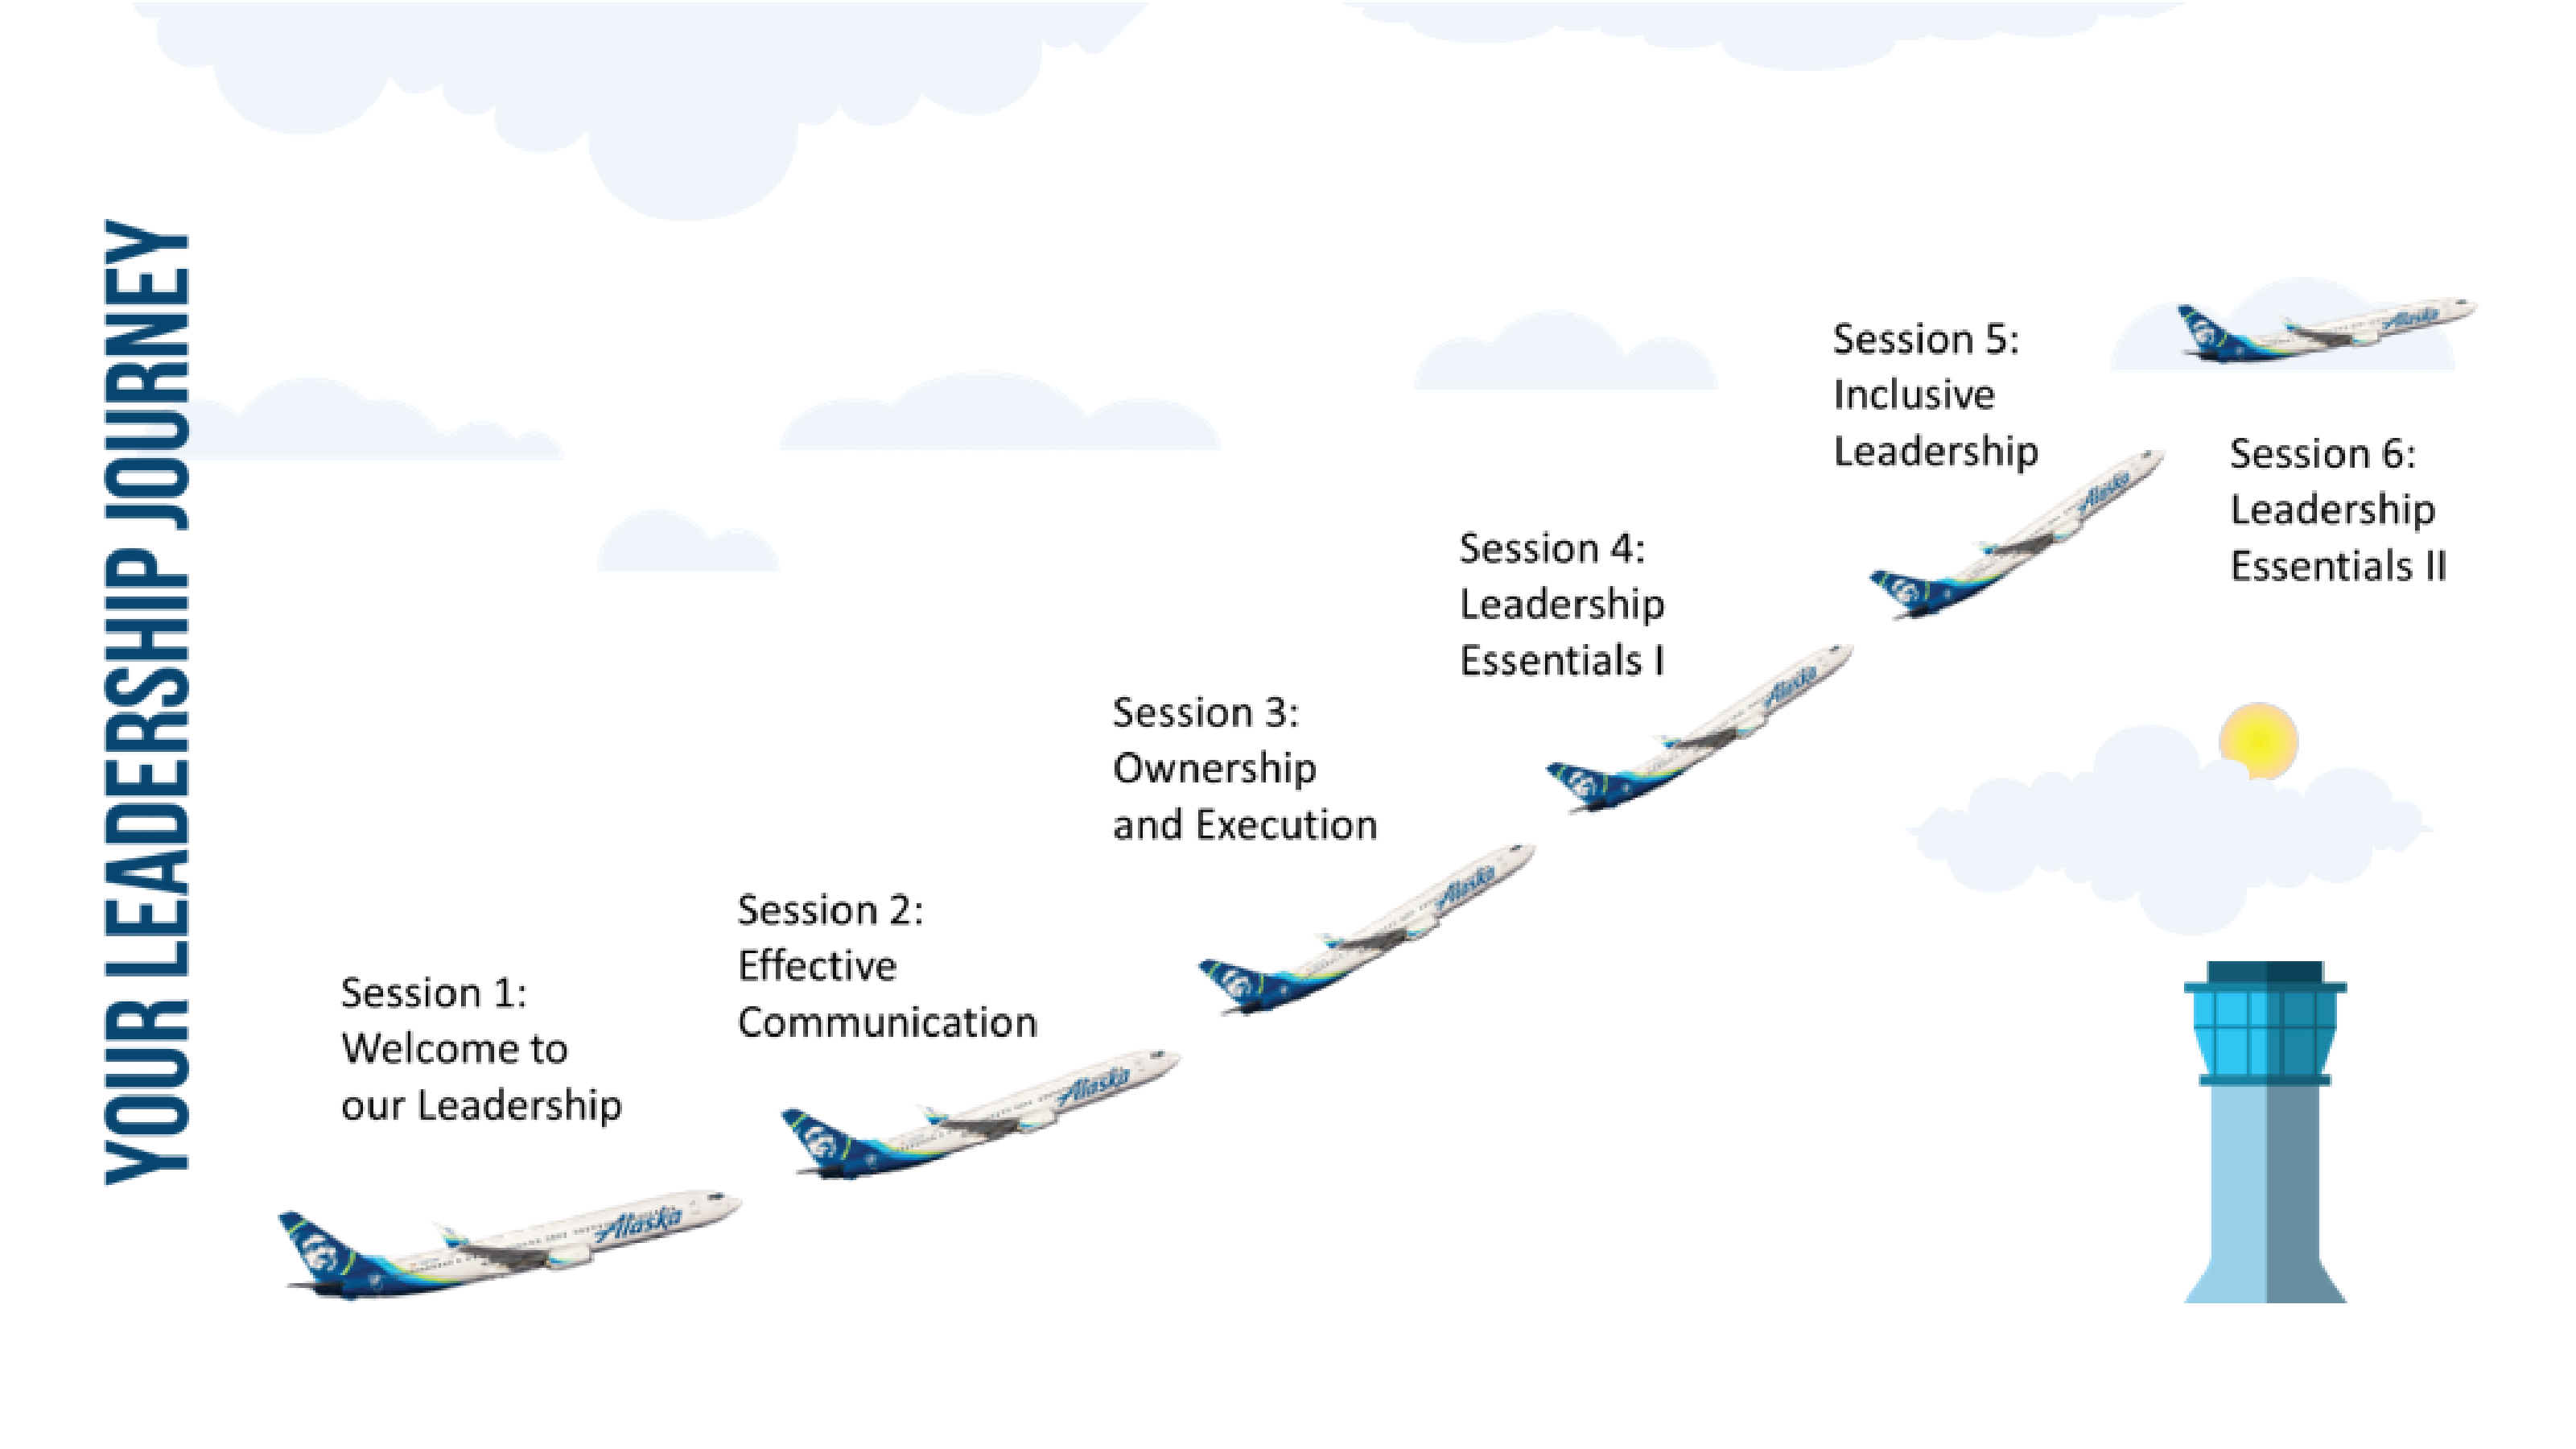 YOUR LEADERSHIP JOURNEY
Session 1:
Welcome to
our Leadership
Alaska
Session 2:
Effective
Communication
Alaska
Session 3:
Ownership
and Execution
Alaska
Session 4:
Leadership
Essentials I
Alaska
Session 5:
Inclusive
Leadership
Alaska
Session 6:
Leadership
Essentials II
Alaska